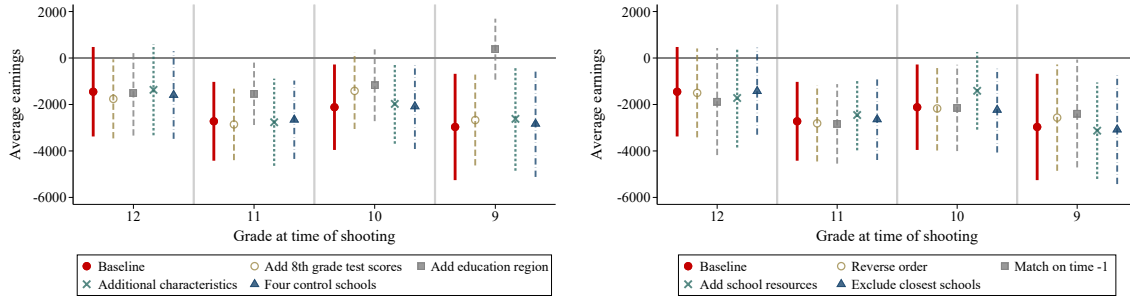 2000
0
-2000
-4000
-6000
Average earnings
12 11 10 9
Grade at time of shooting
Baseline Add 8th grade test scores Add education region
Additional characteristics Four control schools
2000
0
-2000
-4000
-6000
Average earnings
12 11 10 9
Grade at time of shooting
Baseline Reverse order Match on time -1
Add school resources Exclude closest schools